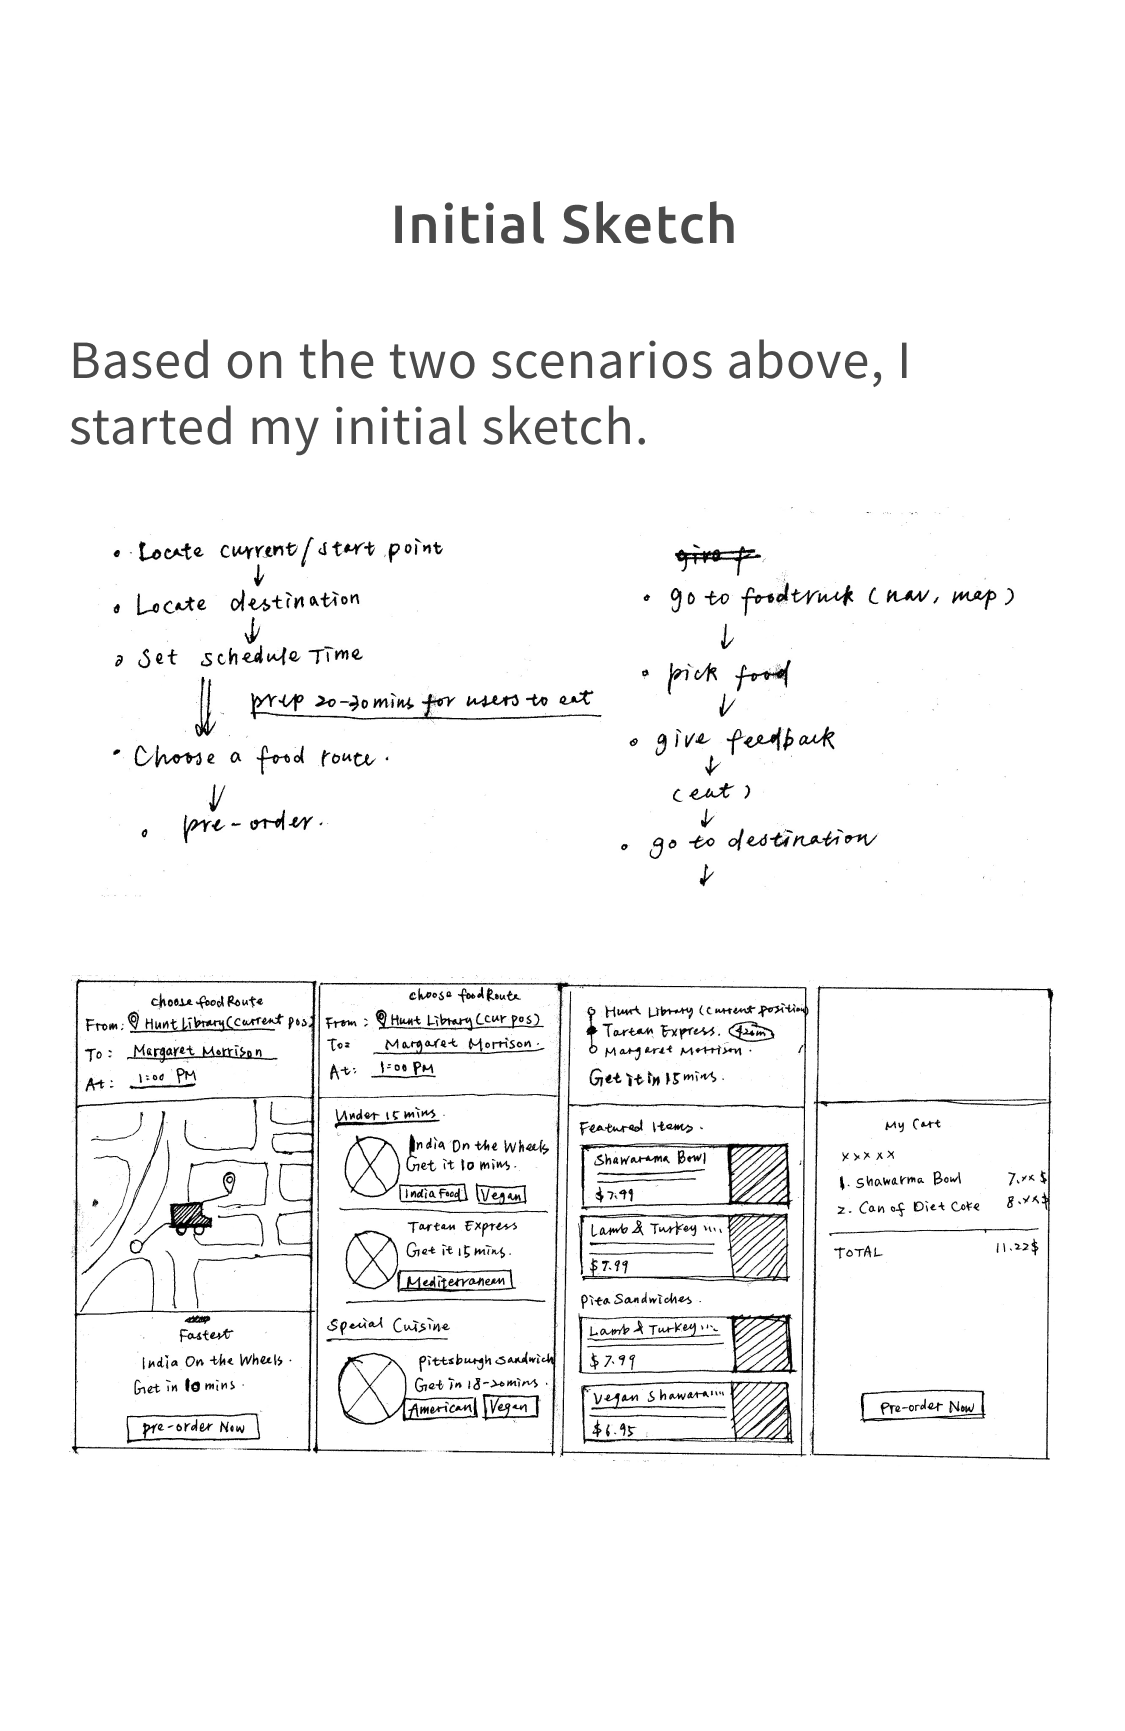 Initial Sketch
Based on the two scenarios above, I
started my initial sketch.
Locate current/start point
Locate destination
Set schedule Time
prep 20-30mins for users to eat
Choose a food route.
pre-order.
go to foodtruck (nav, map)
pick food
give feedback
(eat)
go to destination
choose food Route
From: Hunt Library (Current pos)
To: Margaret Morrison
At: 1:00 PM
Fastest
India On the Wheels.
Get in 10 mins.
pre-order Now
choose food Route
From: Hunt Library (cur pos)
To: Margaret Morrison.
At: 1:00 PM
Under 15 mins.
India On the Wheels
Get it 10 mins.
India Food Vegan
Tartan Express
Get it 15 mins.
Mediterranean
Special Cuisine
Pittsburgh Sandwich
Get in 18-20mins.
American Vegan
Hunt Library (Current position)
Tartan Express.
Margaret Morrison.
Get it in 15 mins.
Featured Items.
Shawarama Bowl
$7.99
Lamb & Turkey ....
$7.99
Pita Sandwiches.
Lamb & Turkey ...
$7.99
Vegan Shawara....
$6.95
My Cart
xxxxx
1. Shawarma Bowl 7.xx $
2. Can of Diet Coke 8.xx$
TOTAL 11.22$
Pre-order Now